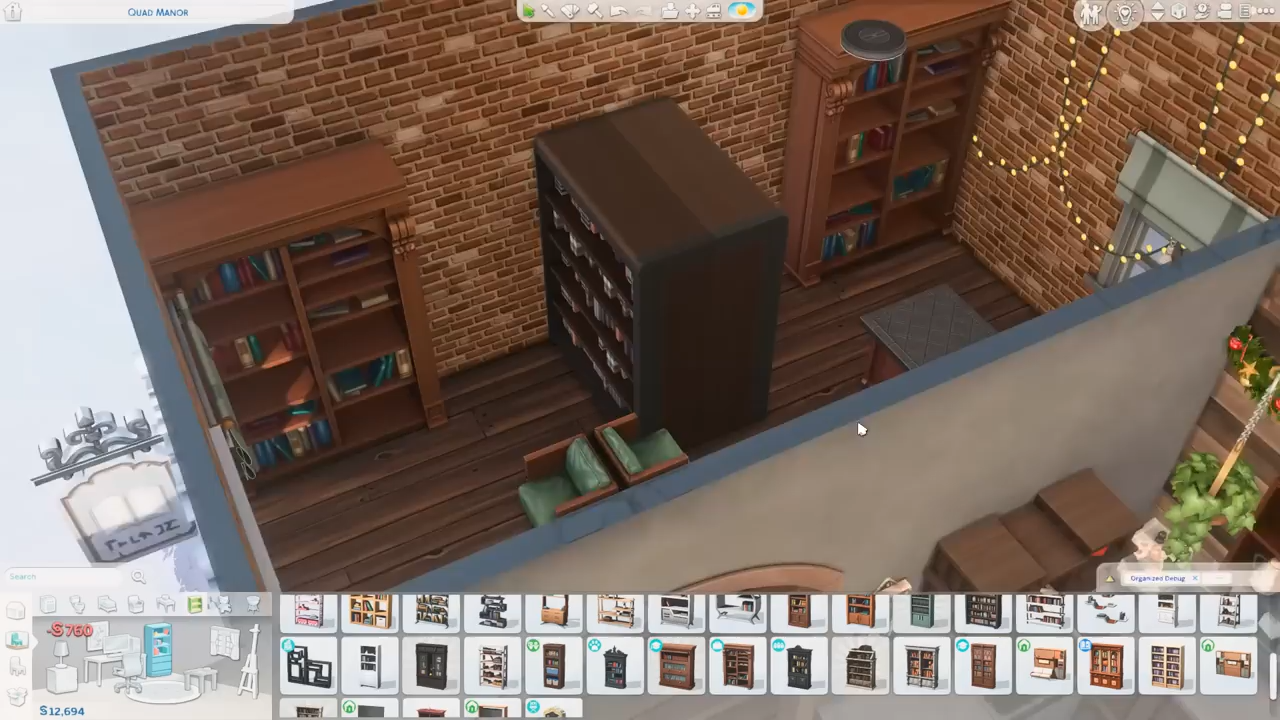 QUAD MANOR
Organized Debug
Search
-§760
§12,694